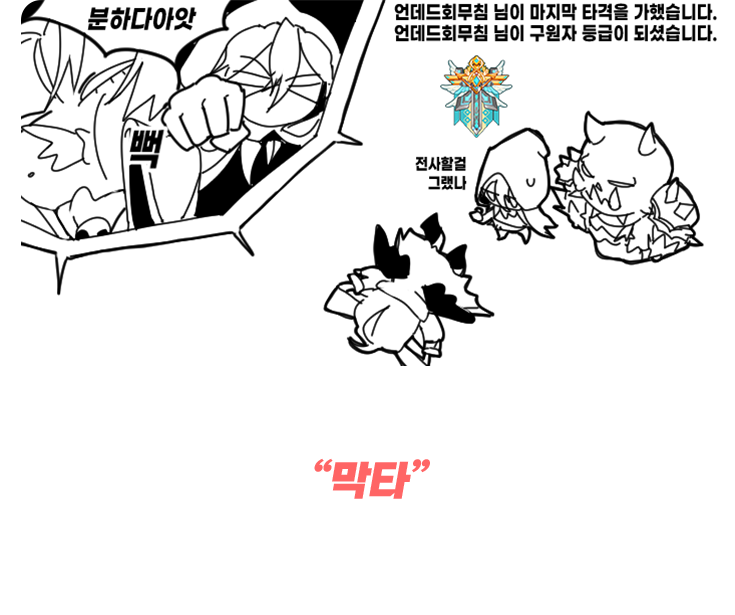 분하다아앗
뻑
언데드회무침 님이 마지막 타격을 가했습니다.
언데드회무침 님이 구원자 등급이 되셨습니다.
전사할걸
그랬나
“막타”